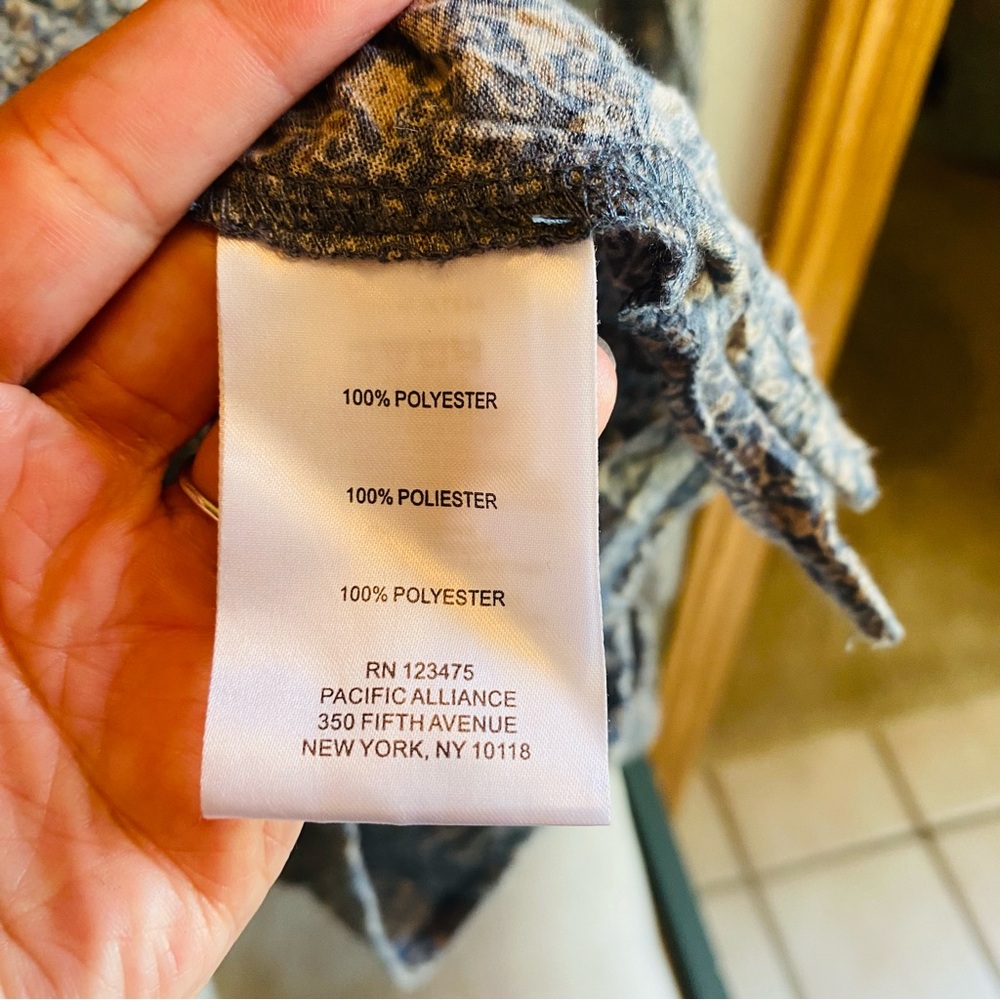 100% POLYESTER
100% POLIESTER
100% POLYESTER
RN 123475
PACIFIC ALLIANCE
350 FIFTH AVENUE
NEW YORK, NY 10118